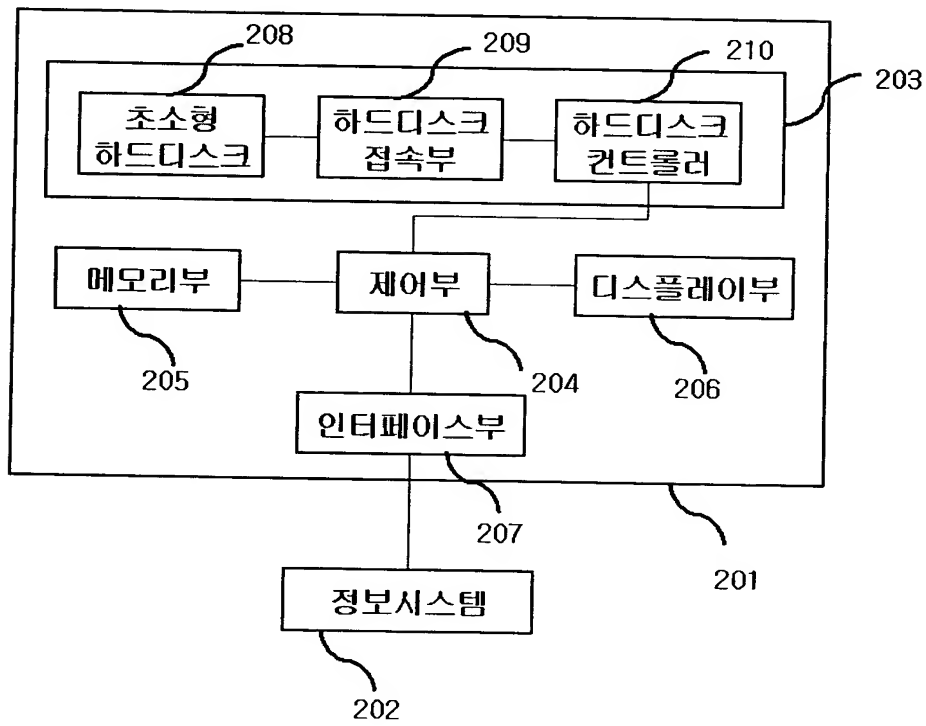 208
209
210
203
초소형
하드디스크
하드디스크
접속부
하드디스크
컨트롤러
메모리부
제어부
디스플레이부
205
204
206
인터페이스부
207
201
정보시스템
202